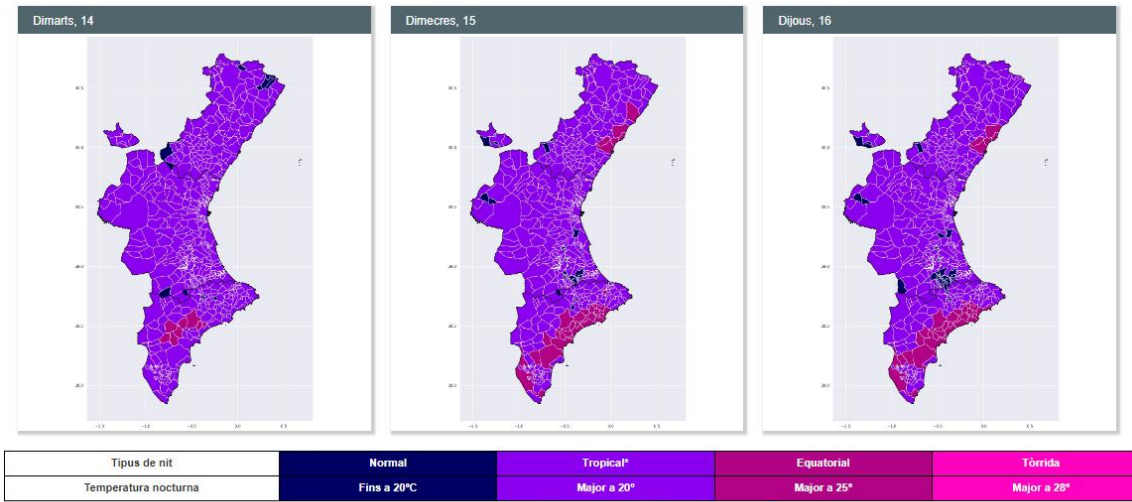 Dimarts, 14
Dimecres, 15
Dijous, 16
Tipus de nit Normal Tropical* Equatorial Tòrrida
Temperatura nocturna Fins a 20ºC Major a 20º Major a 25º Major a 28º